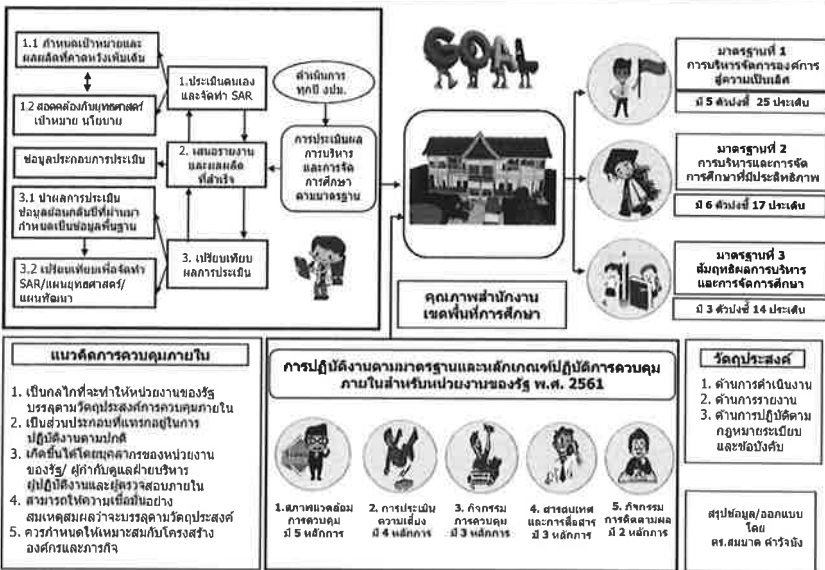 1.1 กำหนดเป้าหมายและ
ผลผลิตที่คาดหวังเพิ่มเติม
1.2 สอดคล้องกับยุทธศาสตร์
เป้าหมาย นโยบาย
ข้อมูลประกอบการประเมิน
3.1 นำผลการประเมิน
ข้อมูลย้อนกลับปีที่ผ่านมา
กำหนดเป็นข้อมูลพื้นฐาน
3.2 เปรียบเทียบเพื่อจัดทำ
SAR/แผนยุทธศาสตร์/
แผนพัฒนา
1.ประเมินตนเอง
และจัดทำ SAR
2. เสนอรายงาน
และผลผลิต
ที่สำเร็จ
3. เปรียบเทียบ
ผลการประเมิน
ดำเนินการ
ทุกปี งปม.
การประเมินผล
การบริหาร
และการจัด
การศึกษา
ตามมาตรฐาน
GOAL
คุณภาพสำนักงาน
เขตพื้นที่การศึกษา
มาตรฐานที่ 1
การบริหารจัดการองค์การ
สู่ความเป็นเลิศ
มี 5 ตัวบ่งชี้ 25 ประเด็น
มาตรฐานที่ 2
การบริหารและการจัด
การศึกษาที่มีประสิทธิภาพ
มี 6 ตัวบ่งชี้ 17 ประเด็น
มาตรฐานที่ 3
สัมฤทธิผลการบริหาร
และการจัดการศึกษา
มี 3 ตัวบ่งชี้ 14 ประเด็น
แนวคิดการควบคุมภายใน
1. เป็นกลไกที่จะทำให้หน่วยงานของรัฐ
บรรลุตามวัตถุประสงค์การควบคุมภายใน
2. เป็นส่วนประกอบที่แทรกอยู่ในการ
ปฏิบัติงานตามปกติ
3. เกิดขึ้นได้โดยบุคลากรของหน่วยงาน
ของรัฐ/ ผู้กำกับดูแลฝ่ายบริหาร
ผู้ปฏิบัติงานและผู้ตรวจสอบภายใน
4. สามารถให้ความเชื่อมั่นอย่าง
สมเหตุสมผลว่าจะบรรลุตามวัตถุประสงค์
5. ควรกำหนดให้เหมาะสมกับโครงสร้าง
องค์กรและภารกิจ
การปฏิบัติงานตามมาตรฐานและหลักเกณฑ์ปฏิบัติการควบคุม
ภายในสำหรับหน่วยงานของรัฐ พ.ศ. 2561
1.สภาพแวดล้อม
การควบคุม
มี 5 หลักการ
2. การประเมิน
ความเสี่ยง
มี 4 หลักการ
3. กิจกรรม
การควบคุม
มี 3 หลักการ
4. สารสนเทศ
และการสื่อสาร
มี 3 หลักการ
5. กิจกรรม
การติดตามผล
มี 2 หลักการ
วัตถุประสงค์
1. ด้านการดำเนินงาน
2. ด้านการรายงาน
3. ด้านการปฏิบัติตาม
กฎหมายระเบียบ
และข้อบังคับ
สรุปข้อมูล/ออกแบบ
โดย
ดร.สมมาต คำวัจนัง